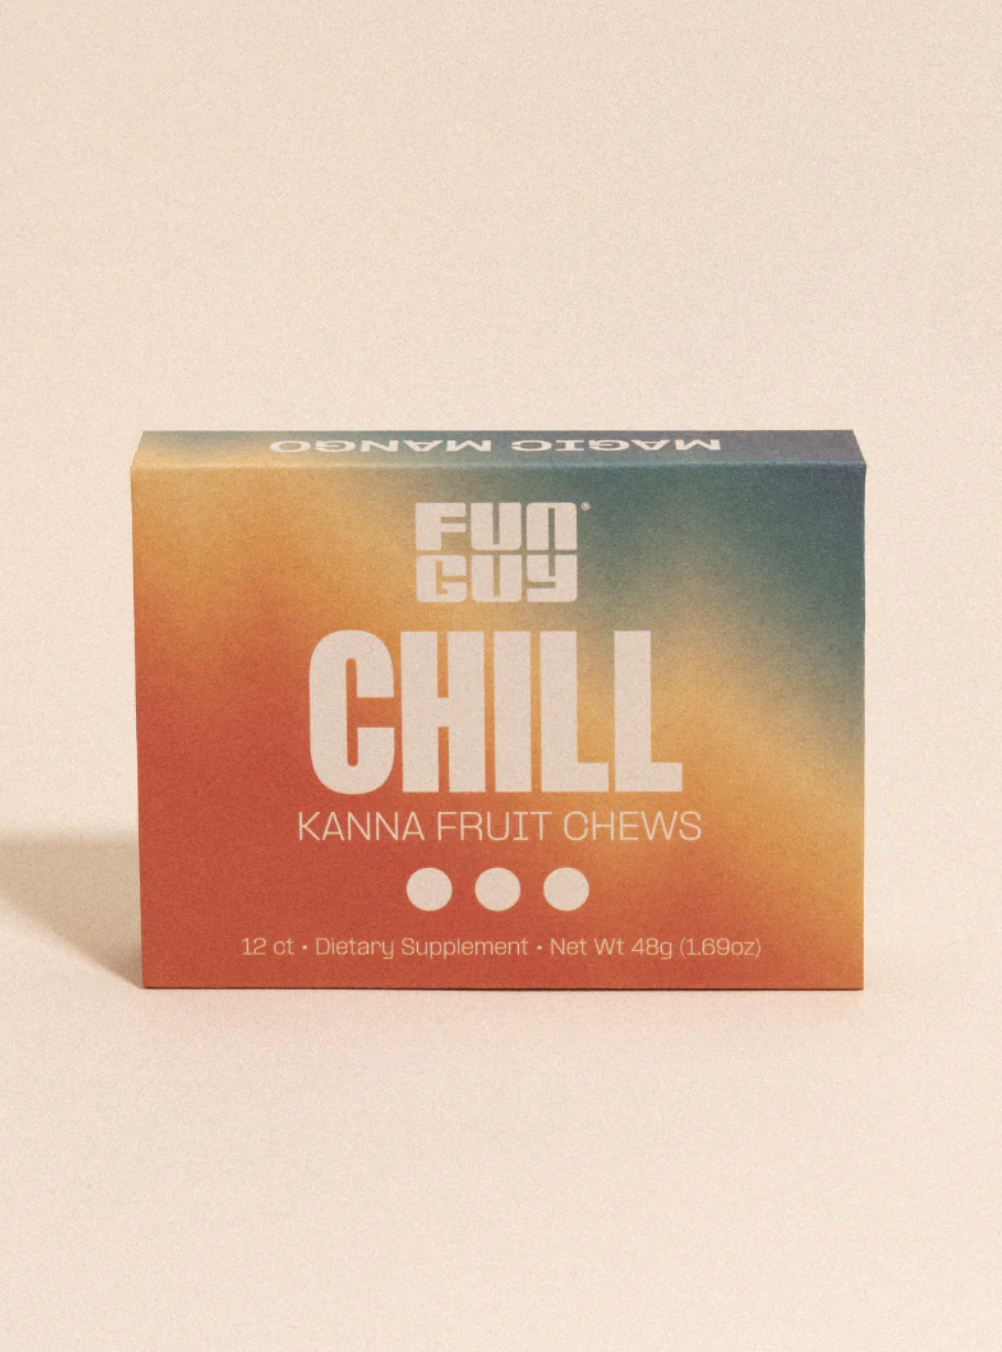 MAGIC MANGO
FUN
GUY®
CHILL
KANNA FRUIT CHEWS
12 ct • Dietary Supplement • Net Wt 48g (1.69oz)